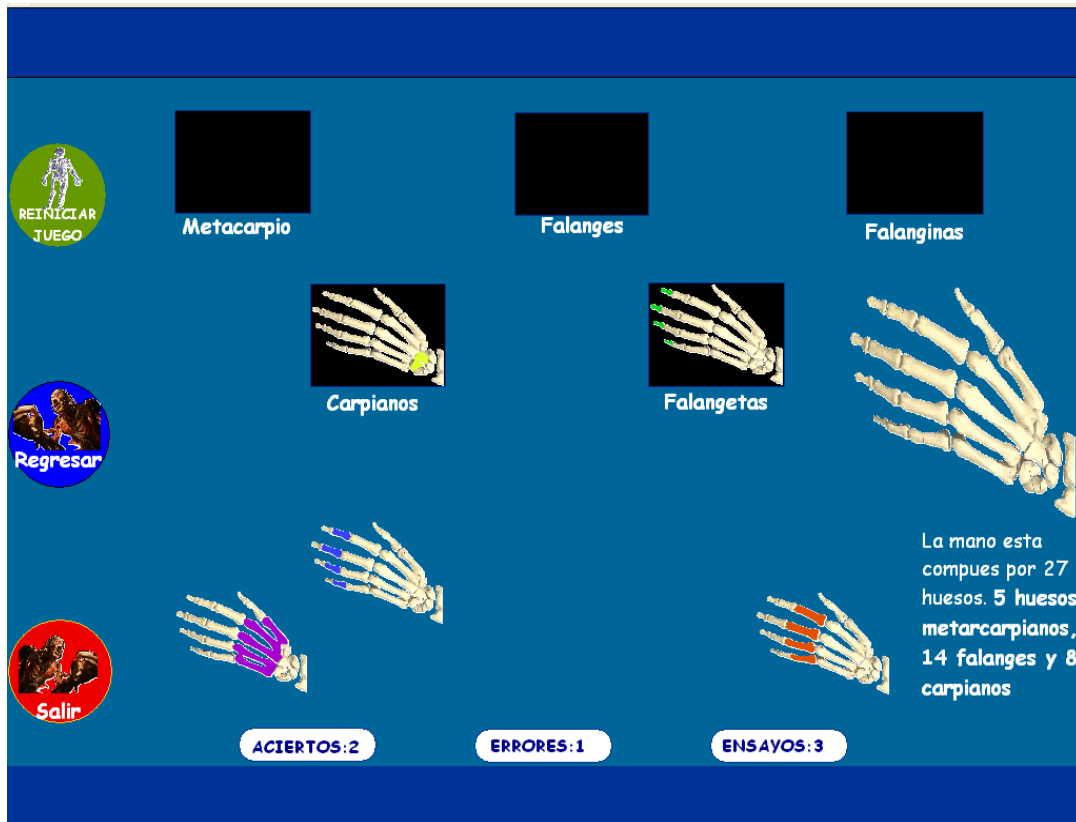 REINICIAR
JUEGO
Metacarpio
Falanges
Falanginas
Carpianos
Falangetas
Regresar
La mano esta
compues por 27
huesos. 5 huesos
metarcarpianos,
14 falanges y 8
carpianos
Salir
ACIERTOS:2
ERRORES:1
ENSAYOS:3